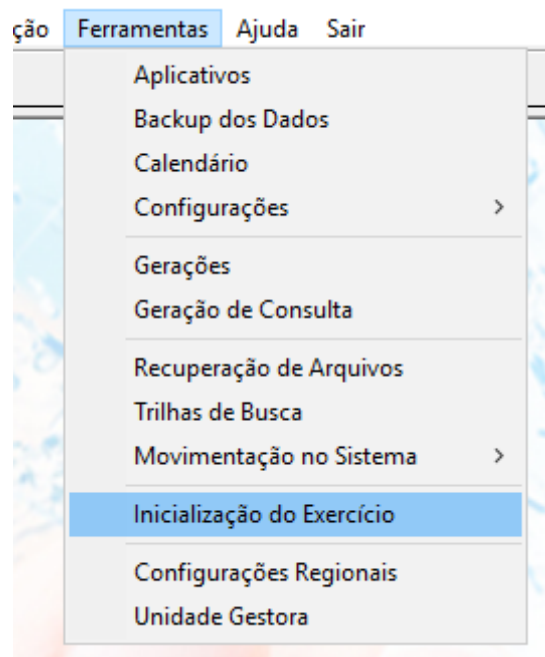 ção Ferramentas Ajuda Sair
Aplicativos
Backup dos Dados
Calendário
Configurações
Gerações
Geração de Consulta
Recuperação de Arquivos
Trilhas de Busca
Movimentação no Sistema
Inicialização do Exercício
Configurações Regionais
Unidade Gestora